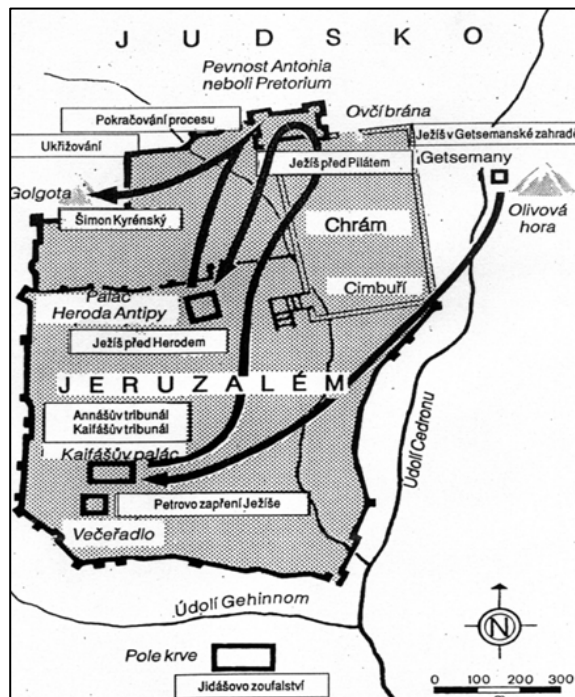 JUDSKO
Pevnost Antonia
neboli Pretorium
Pokračování procesu
Ovčí brána
Ukřižování
Ježíš v Getsemanské zahradě
Ježíš před Pilátem
Getsemany
Golgota
Šimon Kyrénský
Chrám
Olivová
hora
Cimbuří
Palác
Heroda Antipy
Ježíš před Herodem
JERUZALÉM
Annášův tribunál
Kaifášův tribunál
Kaifášův palác
Petrovo zapření Ježíše
Večeřadlo
Údolí Cedronu
Údolí Gehinnom
N
Pole krve
Jidášovo zoufalství
0 100 200 300